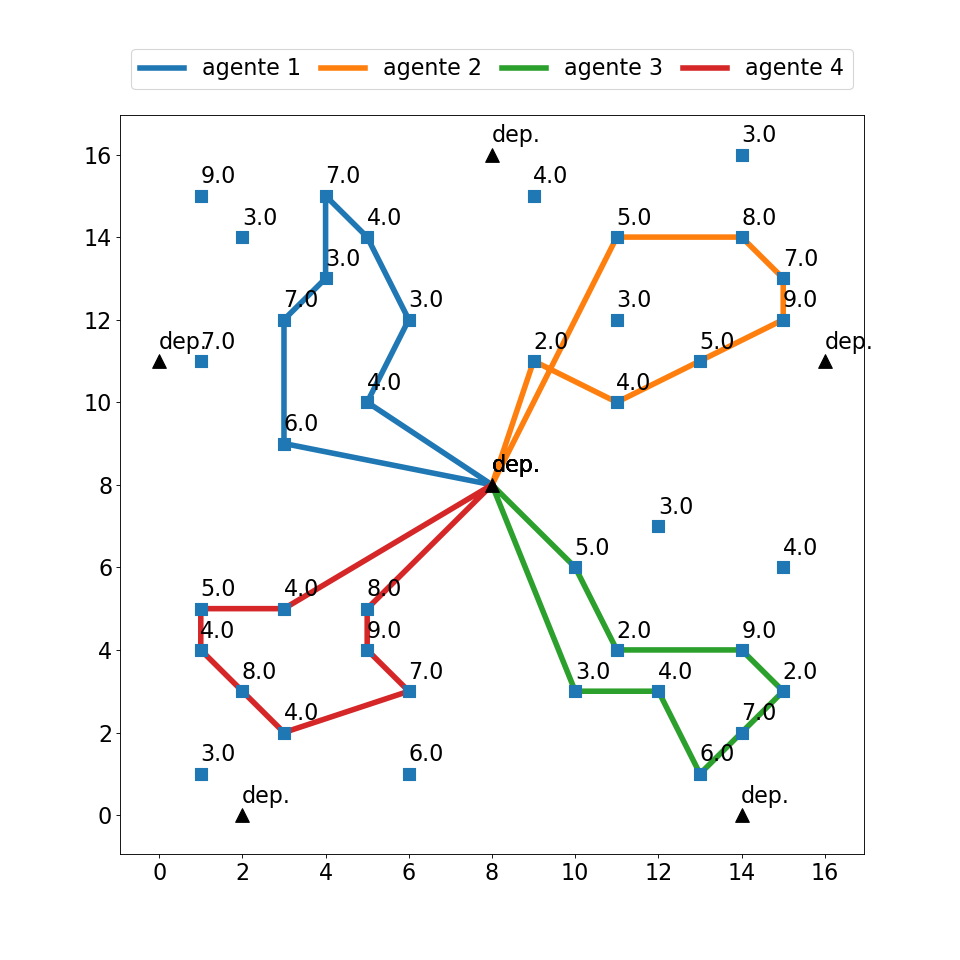 agente 1 agente 2 agente 3 agente 4
dep. 3.0
16
9.0 7.0 4.0
3.0 4.0 5.0 8.0
14
3.0 7.0
7.0 3.0 3.0 9.0
12
dep. 7.0 2.0 5.0 dep.
4.0 4.0
10
6.0
dep.
8
3.0
5.0 4.0
6
5.0 4.0 8.0
4.0 9.0 2.0 9.0
4
8.0 7.0 3.0 4.0 2.0
4.0 7.0
2
3.0 6.0 6.0
dep. dep.
0
0 2 4 6 8 10 12 14 16